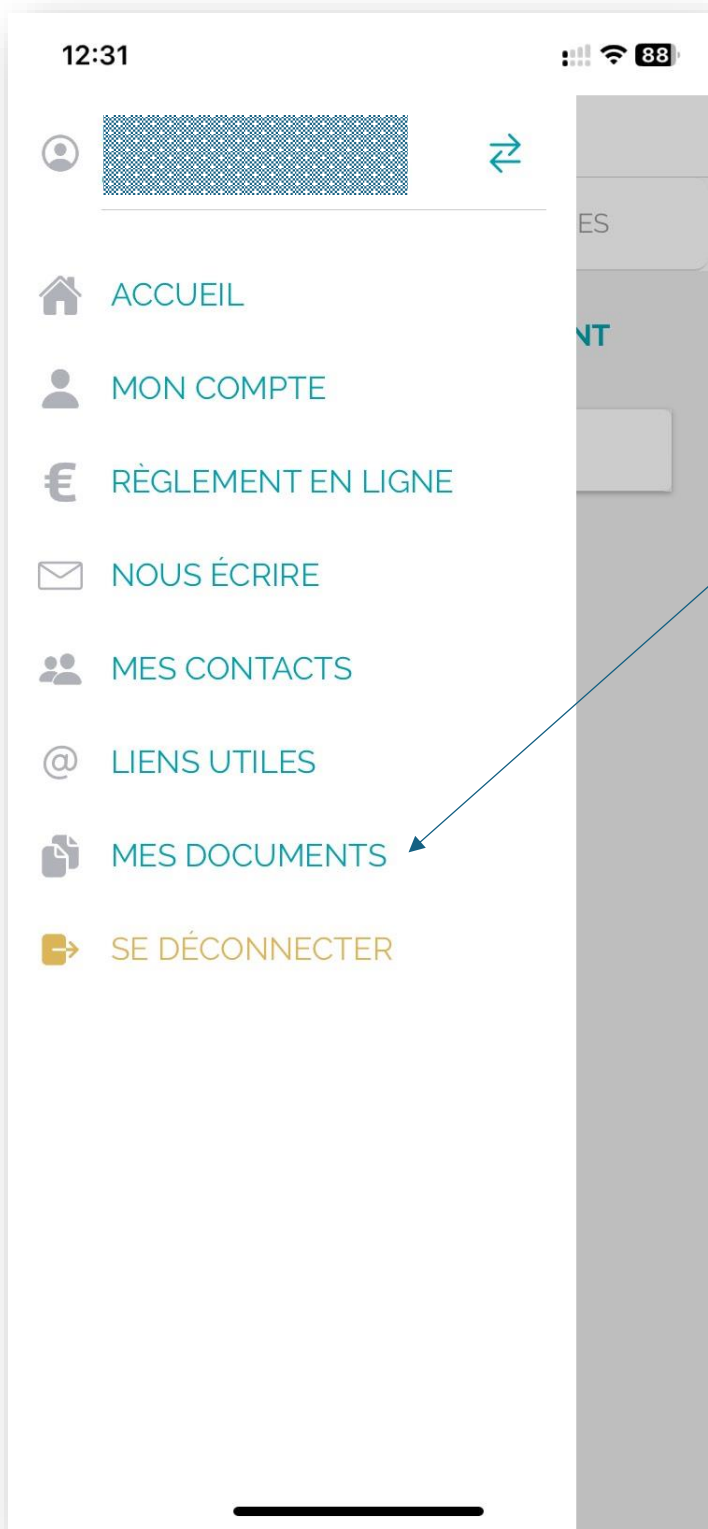 12:31
88
ES
ACCUEIL
NT
MON COMPTE
€ RÈGLEMENT EN LIGNE
NOUS ÉCRIRE
MES CONTACTS
@ LIENS UTILES
MES DOCUMENTS
SE DÉCONNECTER